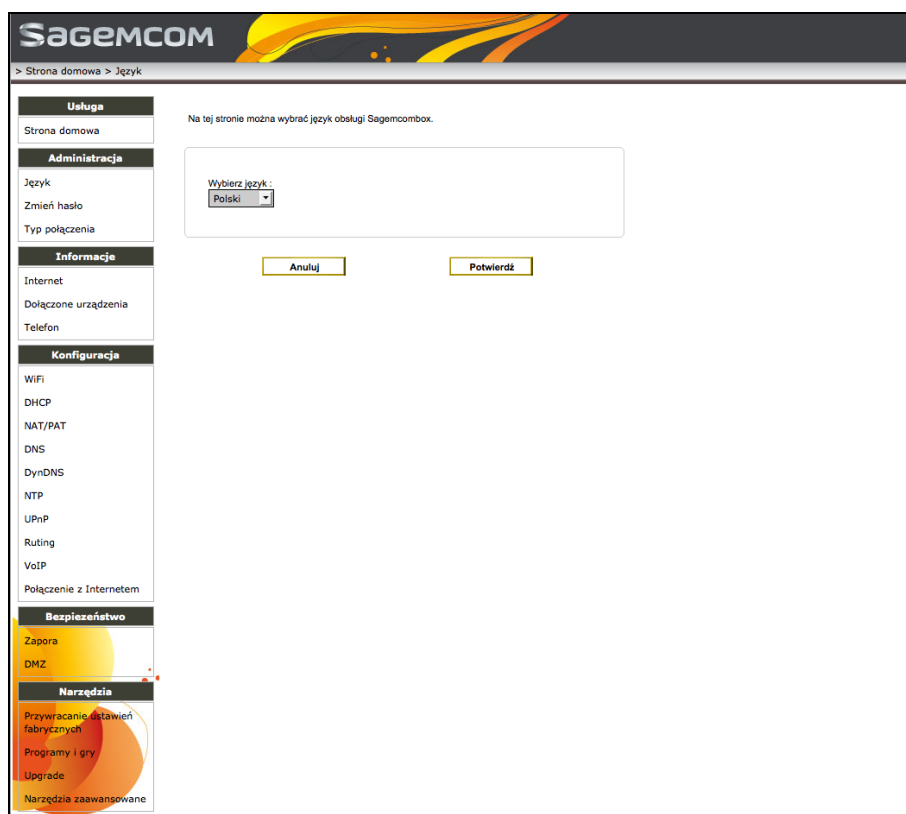 Sagemcom
> Strona domowa > Język
Usługa
Strona domowa
Administracja
Język
Zmień hasło
Typ połączenia
Informacje
Internet
Dołączone urządzenia
Telefon
Konfiguracja
WiFi
DHCP
NAT/PAT
DNS
DynDNS
NTP
UPnP
Ruting
VoIP
Połączenie z Internetem
Bezpiezeństwo
Zapora
DMZ
Narzędzia
Przywracanie ustawień
fabrycznych
Programy i gry
Upgrade
Narzędzia zaawansowane
Na tej stronie można wybrać język obsługi Sagemcombox.
Wybierz język :
Polski
Anuluj
Potwierdź